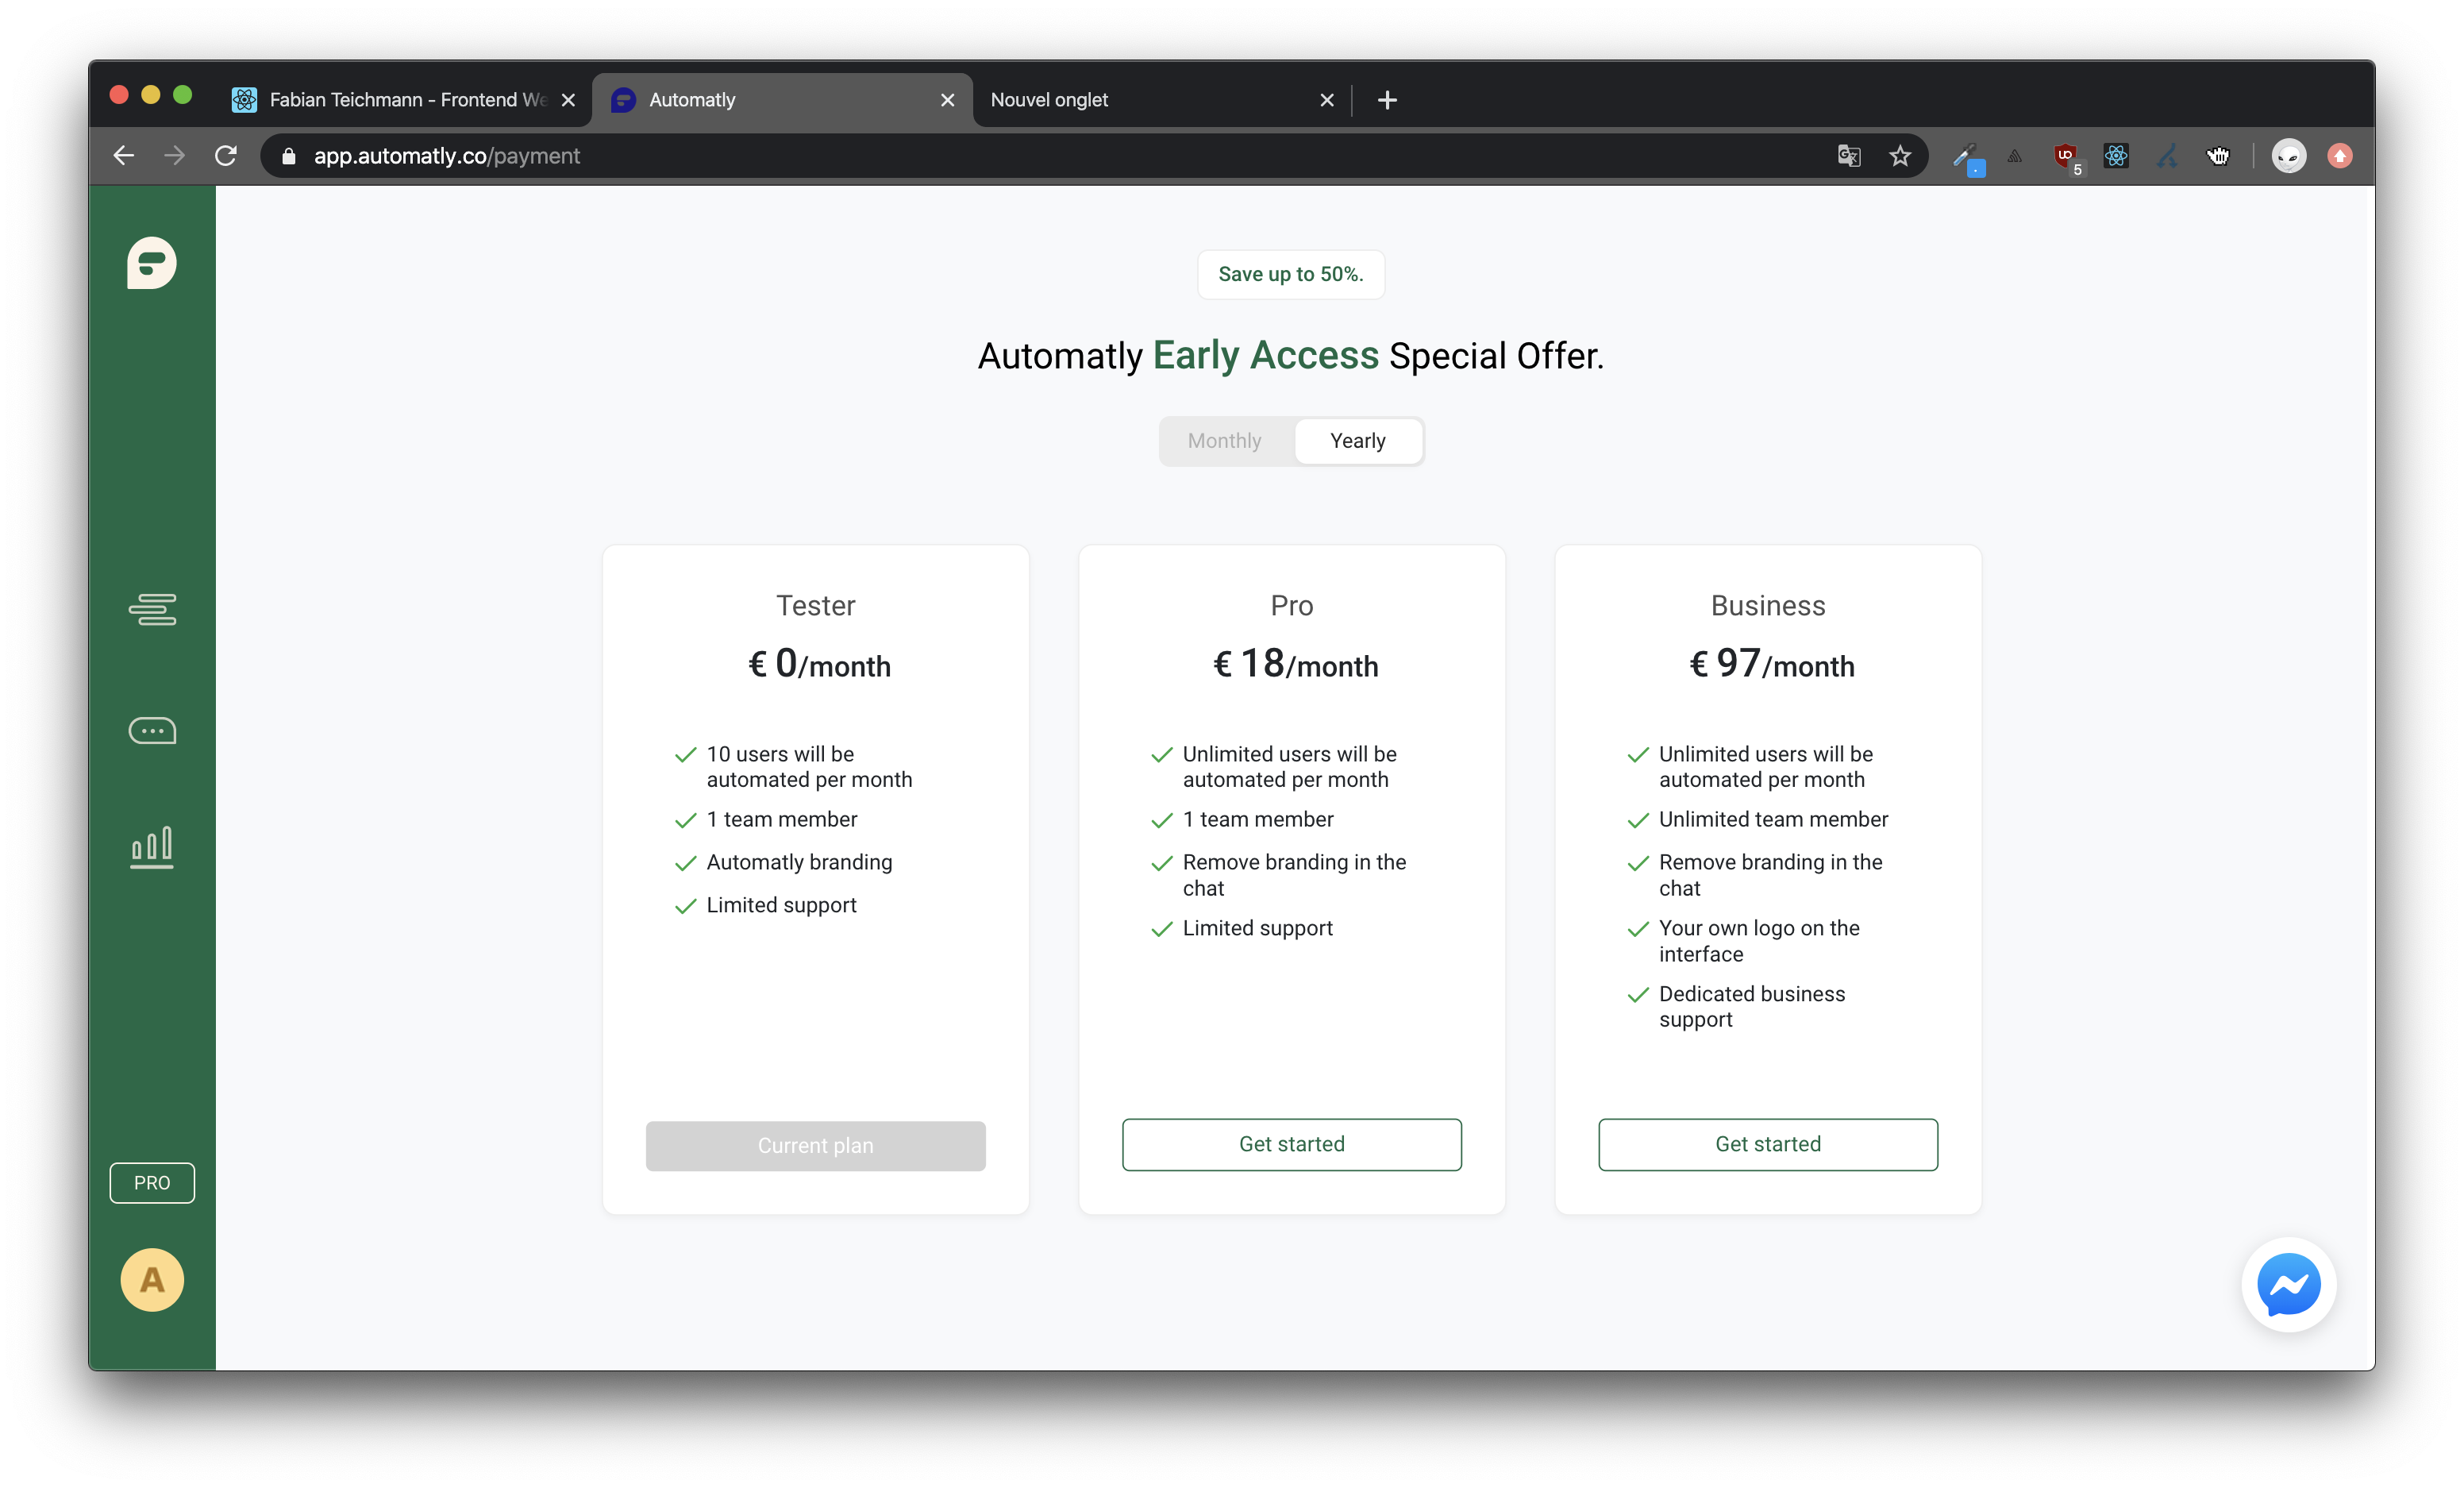 Fabian Teichmann - Frontend We
Automatly
Nouvel onglet
app.automatly.co/payment
5
Save up to 50%.
Automatly Early Access Special Offer.
Monthly
Yearly
Tester
€ 0/month
10 users will be
automated per month
1 team member
Automatly branding
Limited support
Current plan
Pro
€ 18/month
Unlimited users will be
automated per month
1 team member
Remove branding in the
chat
Limited support
Get started
Business
€ 97/month
Unlimited users will be
automated per month
Unlimited team member
Remove branding in the
chat
Your own logo on the
interface
Dedicated business
support
Get started
PRO
A